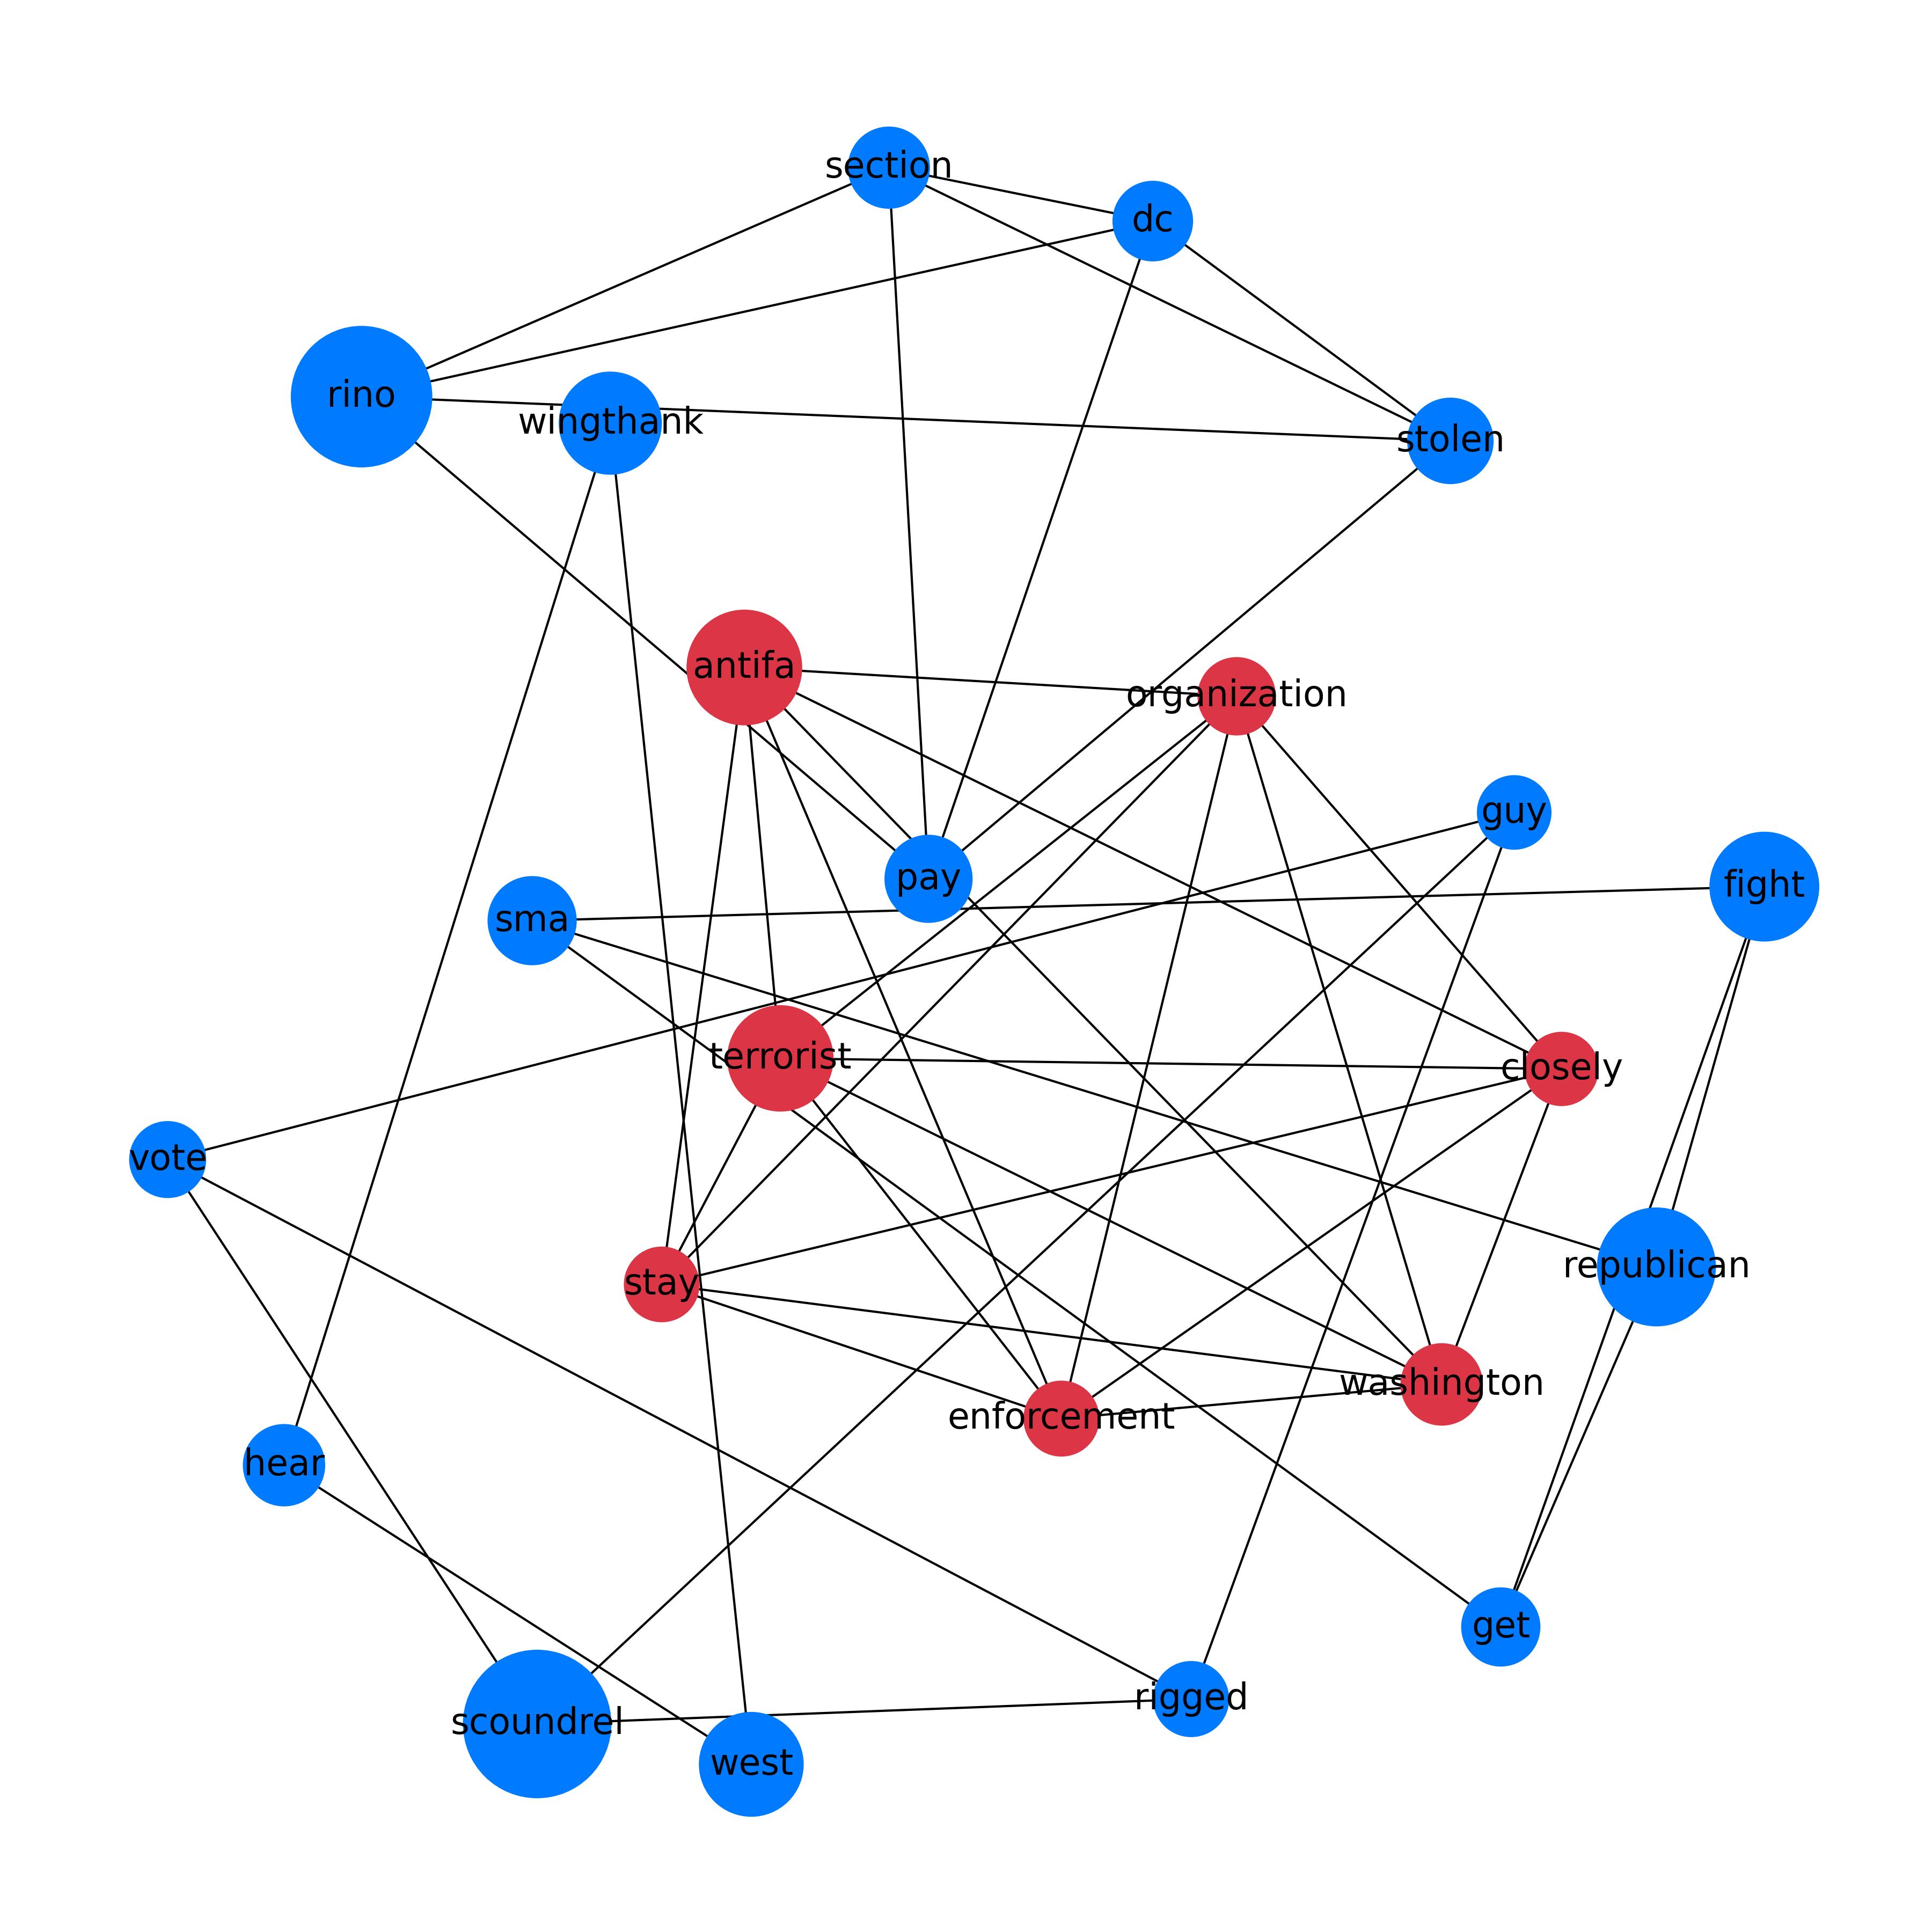 section
dc
rino
wingthank
stolen
antifa
organization
guy
pay
fight
sma
terrorist
closely
vote
republican
stay
washington
enforcement
hear
get
rigged
scoundrel
west